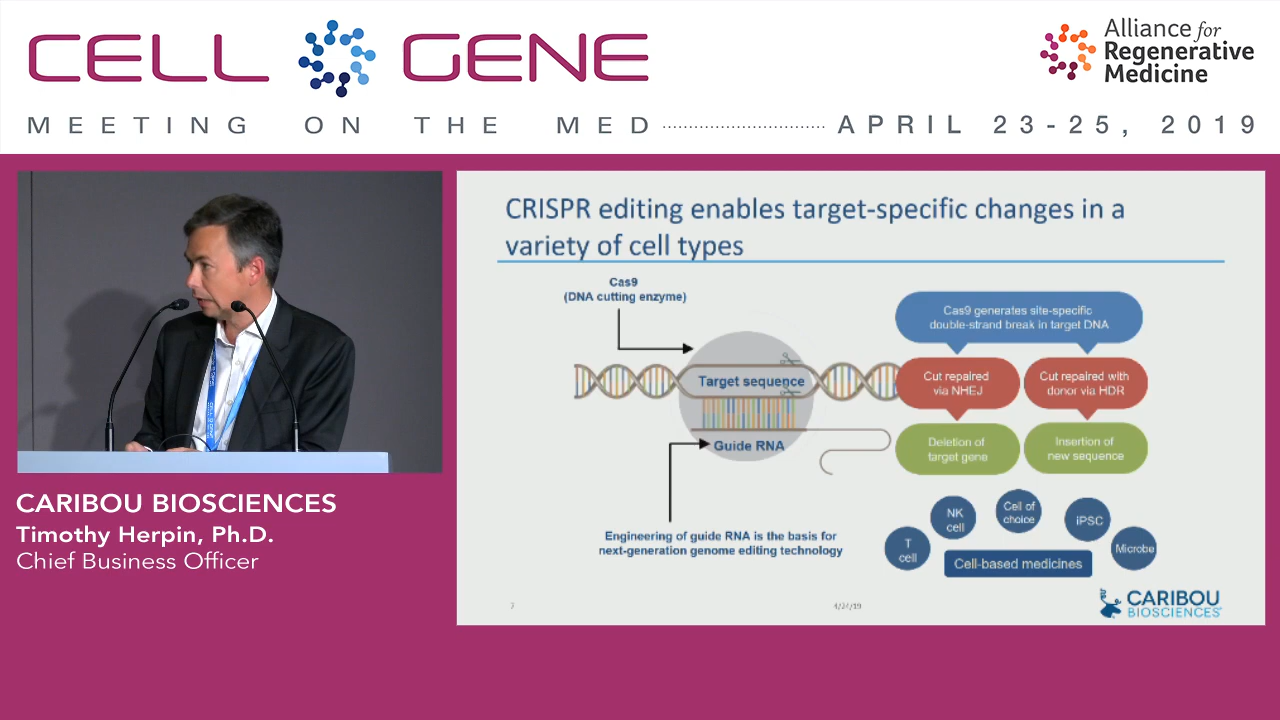 CELL GENE
MEETING ON THE MED
APRIL 23-25, 2019
Alliance for
Regenerative
Medicine
CARIBOU BIOSCIENCES
Timothy Herpin, Ph.D.
Chief Business Officer
CRISPR editing enables target-specific changes in a
variety of cell types
Cas9
(DNA cutting enzyme)
Target sequence
Guide RNA
Engineering of guide RNA is the basis for
next-generation genome editing technology
Cas9 generates site-specific
double-strand break in target DNA
Cut repaired
via NHEJ
Cut repaired with
donor via HDR
Deletion of
target gene
Insertion of
new sequence
T
cell
NK
cell
Cell of
choice
iPSC
Microbe
Cell-based medicines
2
4/24/19
CARIBOU
BIOSCIENCES